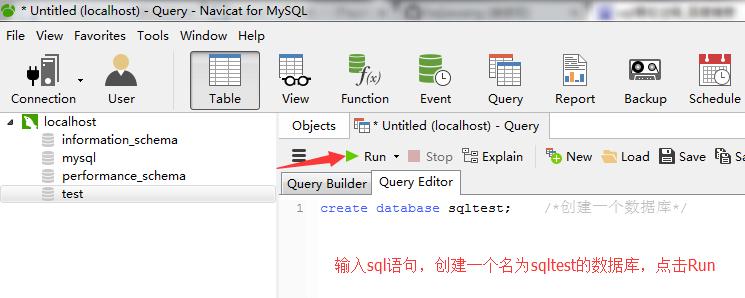 * Untitled (localhost) - Query - Navicat for MySQL
File View Favorites Tools Window Help
Connection User Table View Function Event Query Report Backup Schedule
f(x)
localhost
information_schema
mysql
performance_schema
test
Objects * Untitled (localhost) - Query
Run Stop Explain New Load Save Sa
Query Builder Query Editor
1 create database sqltest; /*创建一个数据库*/
输入sql语句，创建一个名为sqltest的数据库，点击Run